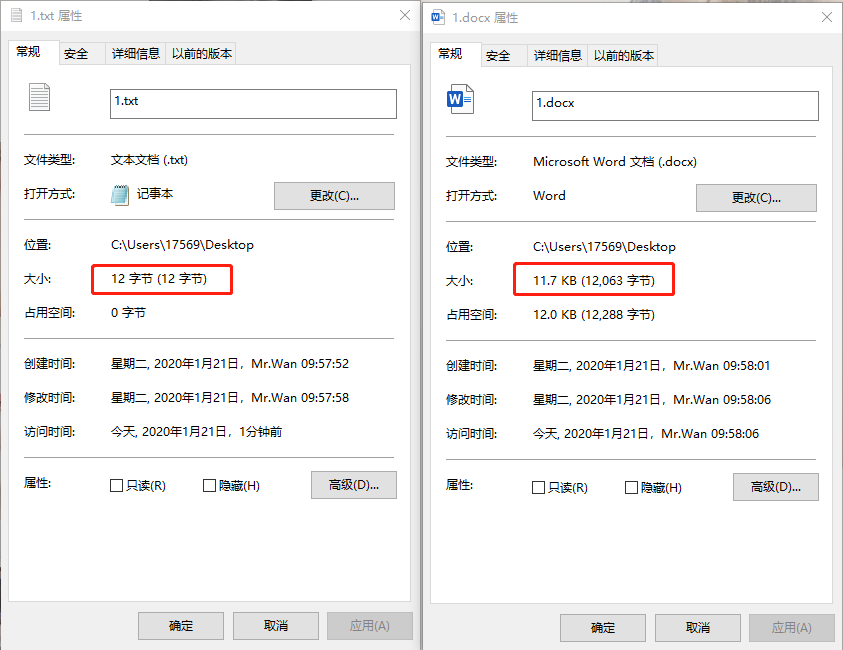 1.txt 属性
常规 安全 详细信息 以前的版本
1.txt
文件类型: 文本文档 (.txt)
打开方式: 记事本 更改(C)...
位置: C:\Users\17569\Desktop
大小: 12 字节 (12 字节)
占用空间: 0 字节
创建时间: 星期二, 2020年1月21日，Mr.Wan 09:57:52
修改时间: 星期二, 2020年1月21日，Mr.Wan 09:57:58
访问时间: 今天, 2020年1月21日，1分钟前
属性: 只读(R) 隐藏(H) 高级(D)...
确定 取消 应用(A)
1.docx 属性
常规 安全 详细信息 以前的版本
1.docx
文件类型: Microsoft Word 文档 (.docx)
打开方式: Word 更改(C)...
位置: C:\Users\17569\Desktop
大小: 11.7 KB (12,063 字节)
占用空间: 12.0 KB (12,288 字节)
创建时间: 星期二, 2020年1月21日，Mr.Wan 09:58:01
修改时间: 星期二, 2020年1月21日，Mr.Wan 09:58:06
访问时间: 今天, 2020年1月21日，Mr.Wan 09:58:06
属性: 只读(R) 隐藏(H) 高级(D)...
确定 取消 应用(A)